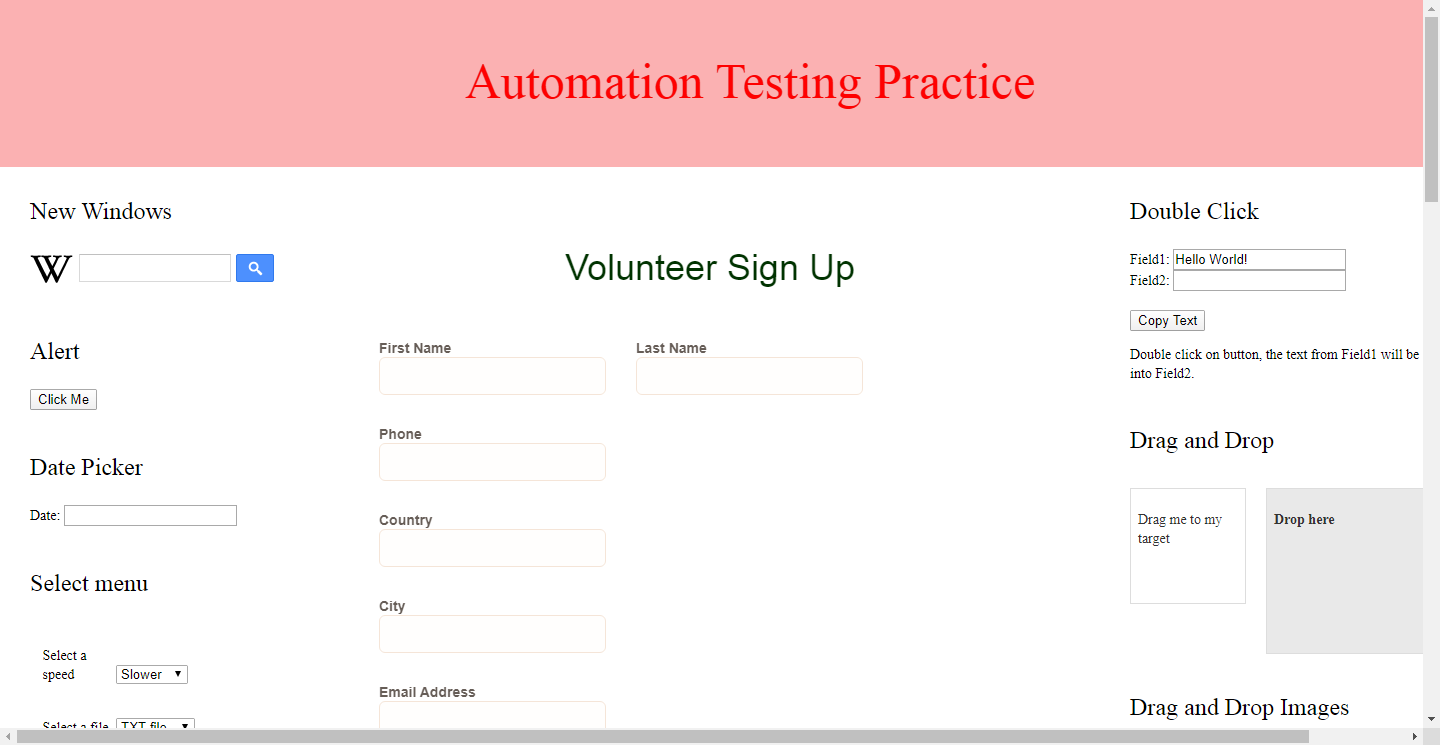 Automation Testing Practice
New Windows
W
Alert
Click Me
Date Picker
Date:
Select menu
Select a
speed
Slower
Select a file
TXT file
Volunteer Sign Up
First Name
Last Name
Phone
Country
City
Email Address
Double Click
Field1: Hello World!
Field2:
Copy Text
Double click on button, the text from Field1 will be
into Field2.
Drag and Drop
Drag me to my
target
Drop here
Drag and Drop Images